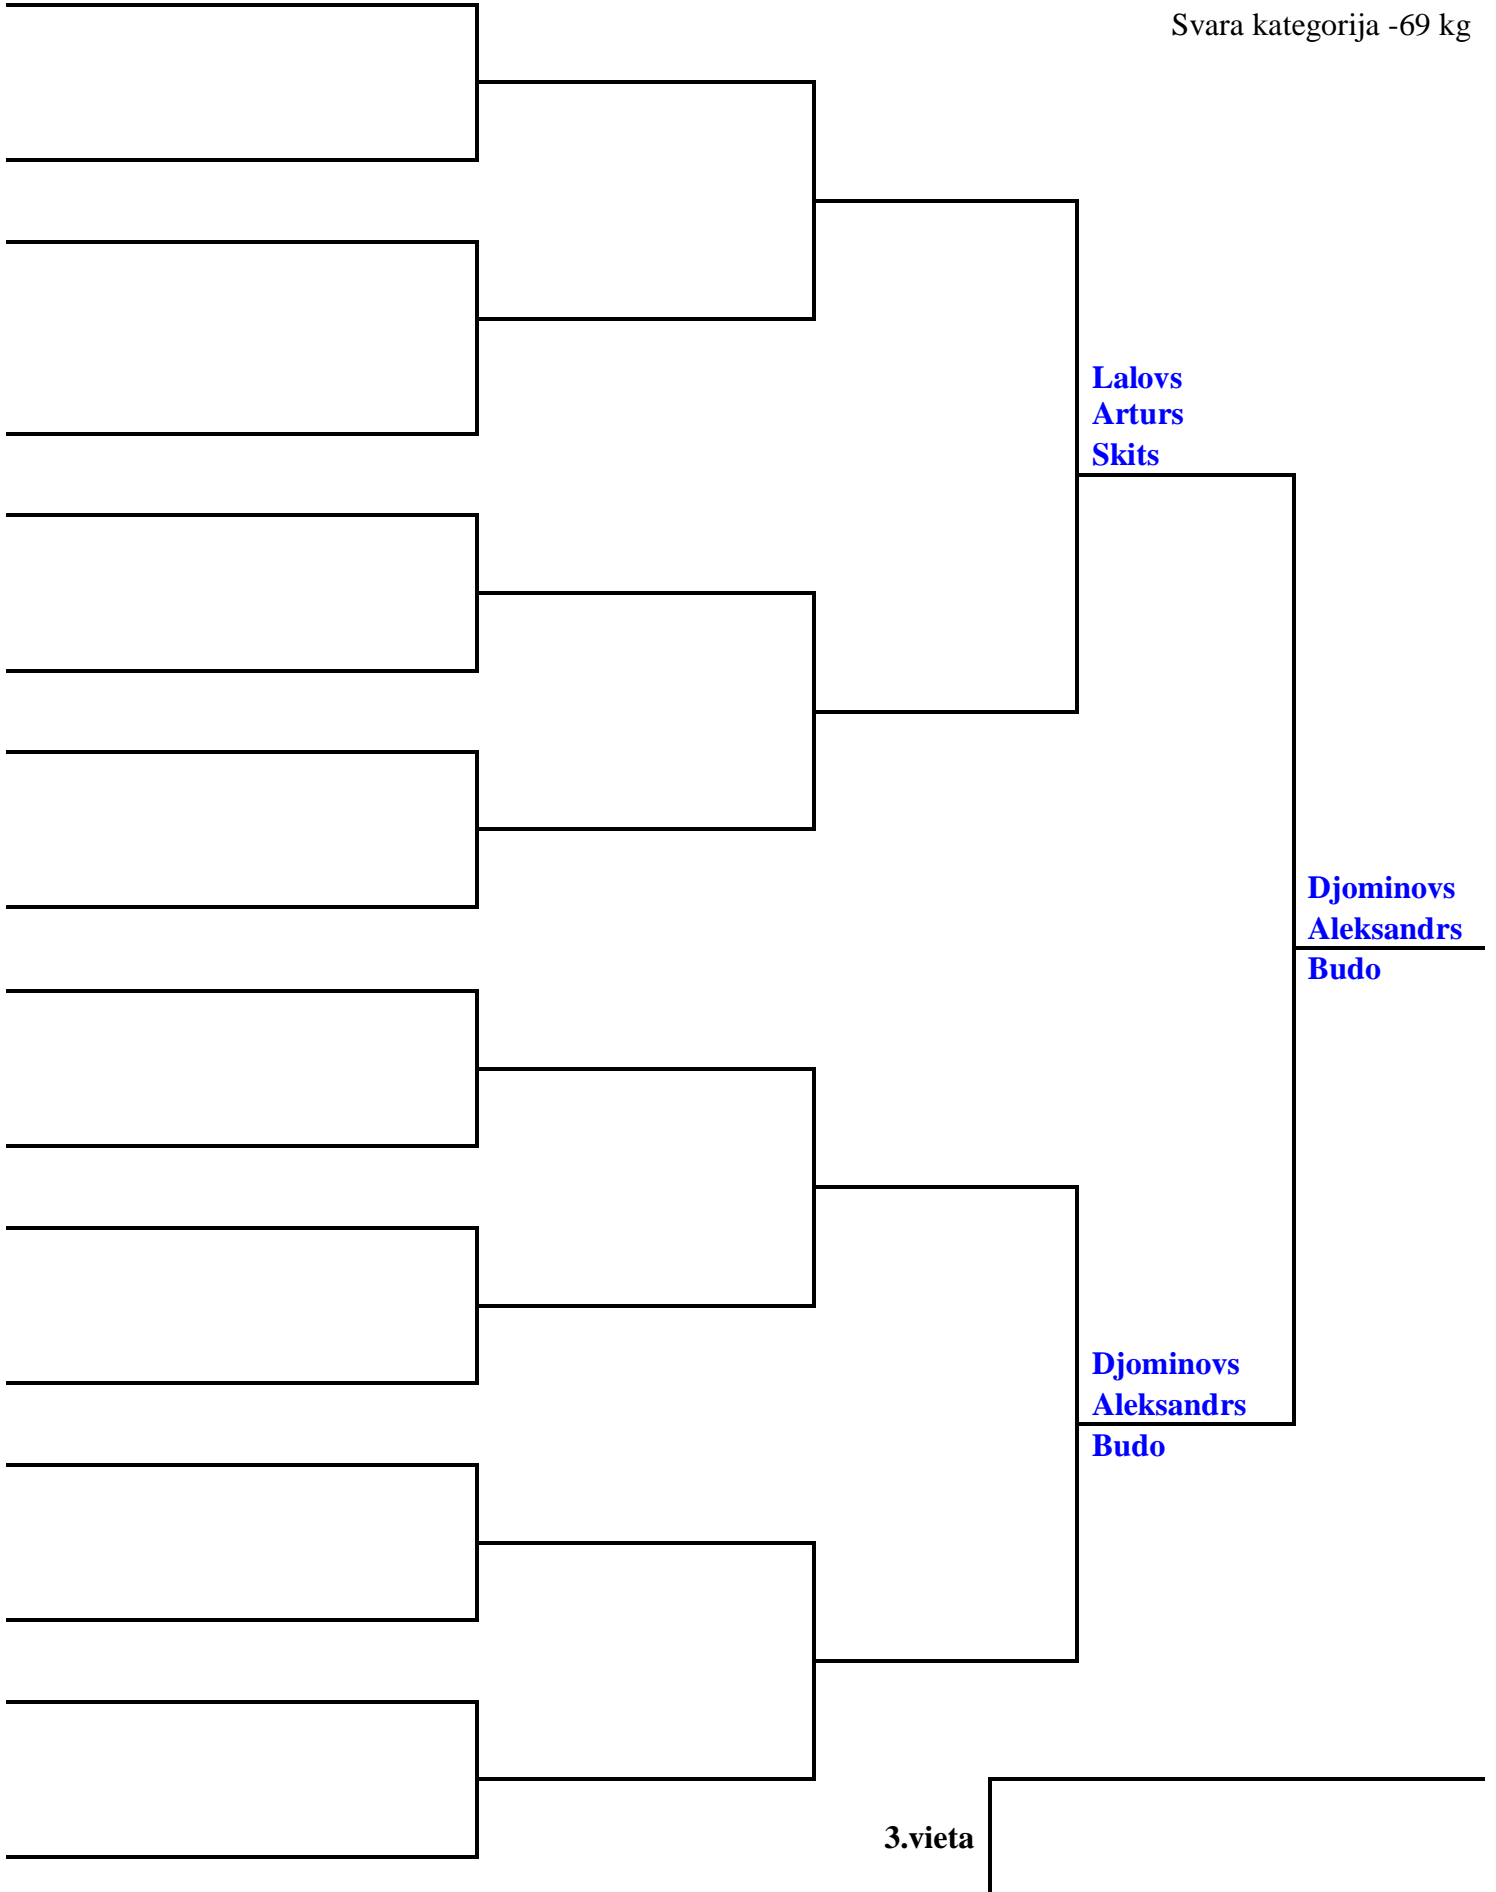 Svara kategorija -69 kg
Lalovs
Arturs
Skits
Djominovs
Aleksandrs
Budo
Djominovs
Aleksandrs
Budo
3.vieta